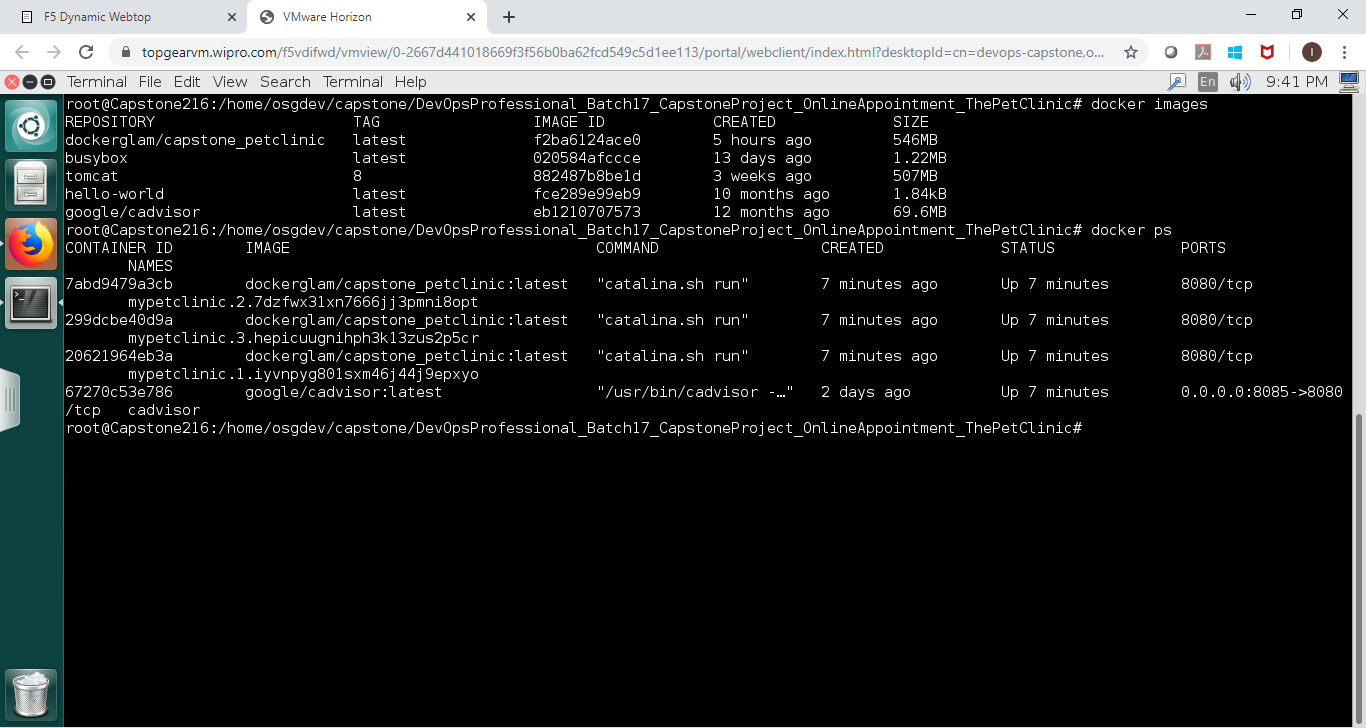 F5 Dynamic Webtop
VMware Horizon
topgearvm.wipro.com/f5vdifwd/vmview/0-2667d441018669f3f56b0ba62fcd549c5d1ee113/portal/webclient/index.html?desktopId=cn=devops-capstone,o...
I
Terminal File Edit View Search Terminal Help
En
9:41 PM
root@Capstone216:/home/osgdev/capstone/DevOpsProfessional_Batch17_CapstoneProject_OnlineAppointment_ThePetClinic# docker images
REPOSITORY TAG IMAGE ID CREATED SIZE
dockerglam/capstone_petclinic latest f2ba6124ace0 5 hours ago 546MB
busybox latest 020584afccce 13 days ago 1.22MB
tomcat 8 882487b8be1d 3 weeks ago 507MB
hello-world latest fce289e99eb9 10 months ago 1.84kB
google/cadvisor latest eb1210707573 12 months ago 69.6MB
root@Capstone216:/home/osgdev/capstone/DevOpsProfessional_Batch17_CapstoneProject_OnlineAppointment_ThePetClinic# docker ps
CONTAINER ID IMAGE COMMAND CREATED STATUS PORTS
NAMES
7abd9479a3cb dockerglam/capstone_petclinic:latest "catalina.sh run" 7 minutes ago Up 7 minutes 8080/tcp
mypetclinic.2.7dzfwx31xn7666jj3pmni8opt
299dcbe40d9a dockerglam/capstone_petclinic:latest "catalina.sh run" 7 minutes ago Up 7 minutes 8080/tcp
mypetclinic.3.hepicuugnihph3k13zus2p5cr
20621964eb3a dockerglam/capstone_petclinic:latest "catalina.sh run" 7 minutes ago Up 7 minutes 8080/tcp
mypetclinic.1.iyvnpyg801sxm46j44j9epxyo
67270c53e786 google/cadvisor:latest "/usr/bin/cadvisor -…" 2 days ago Up 7 minutes 0.0.0.0:8085->8080
/tcp cadvisor
root@Capstone216:/home/osgdev/capstone/DevOpsProfessional_Batch17_CapstoneProject_OnlineAppointment_ThePetClinic#